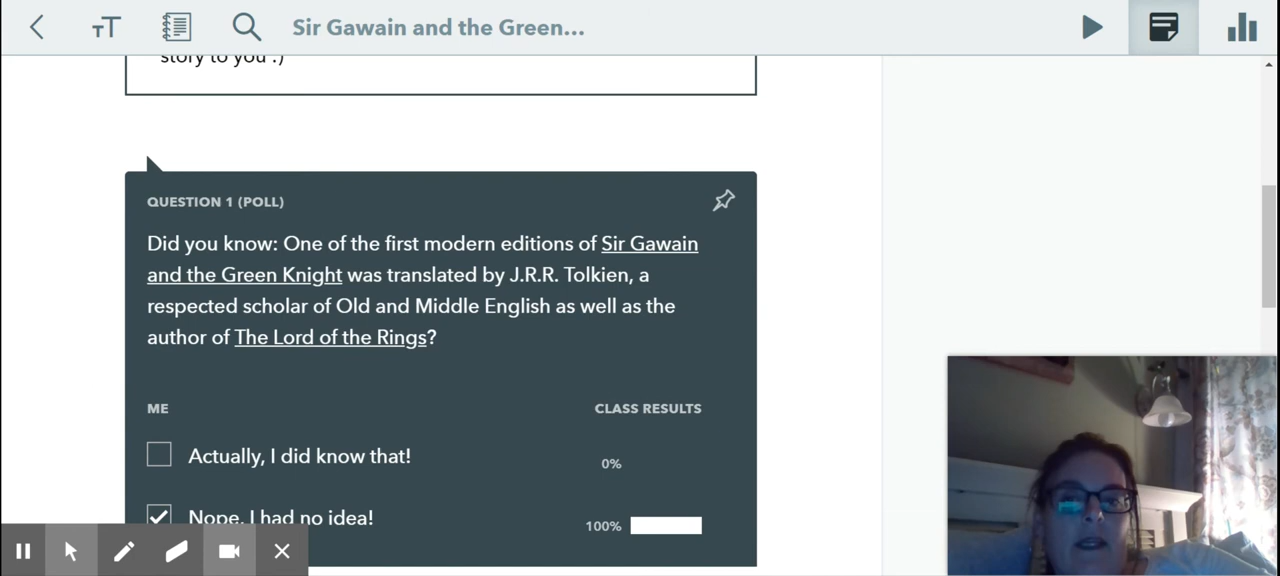 Sir Gawain and the Green...
story to you :)
QUESTION 1 (POLL)
Did you know: One of the first modern editions of Sir Gawain
and the Green Knight was translated by J.R.R. Tolkien, a
respected scholar of Old and Middle English as well as the
author of The Lord of the Rings?
ME CLASS RESULTS
Actually, I did know that! 0%
Nope, I had no idea! 100%